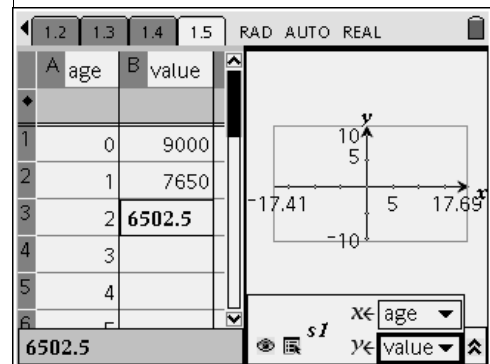 1.2 1.3 1.4 1.5 RAD AUTO REAL
A age B value
◆
1 0 9000
2 1 7650
3 2 6502.5
4 3
5 4
6502.5
y
10
5
-17.41 5 17.69 x
-10
s1 x← age
y← value